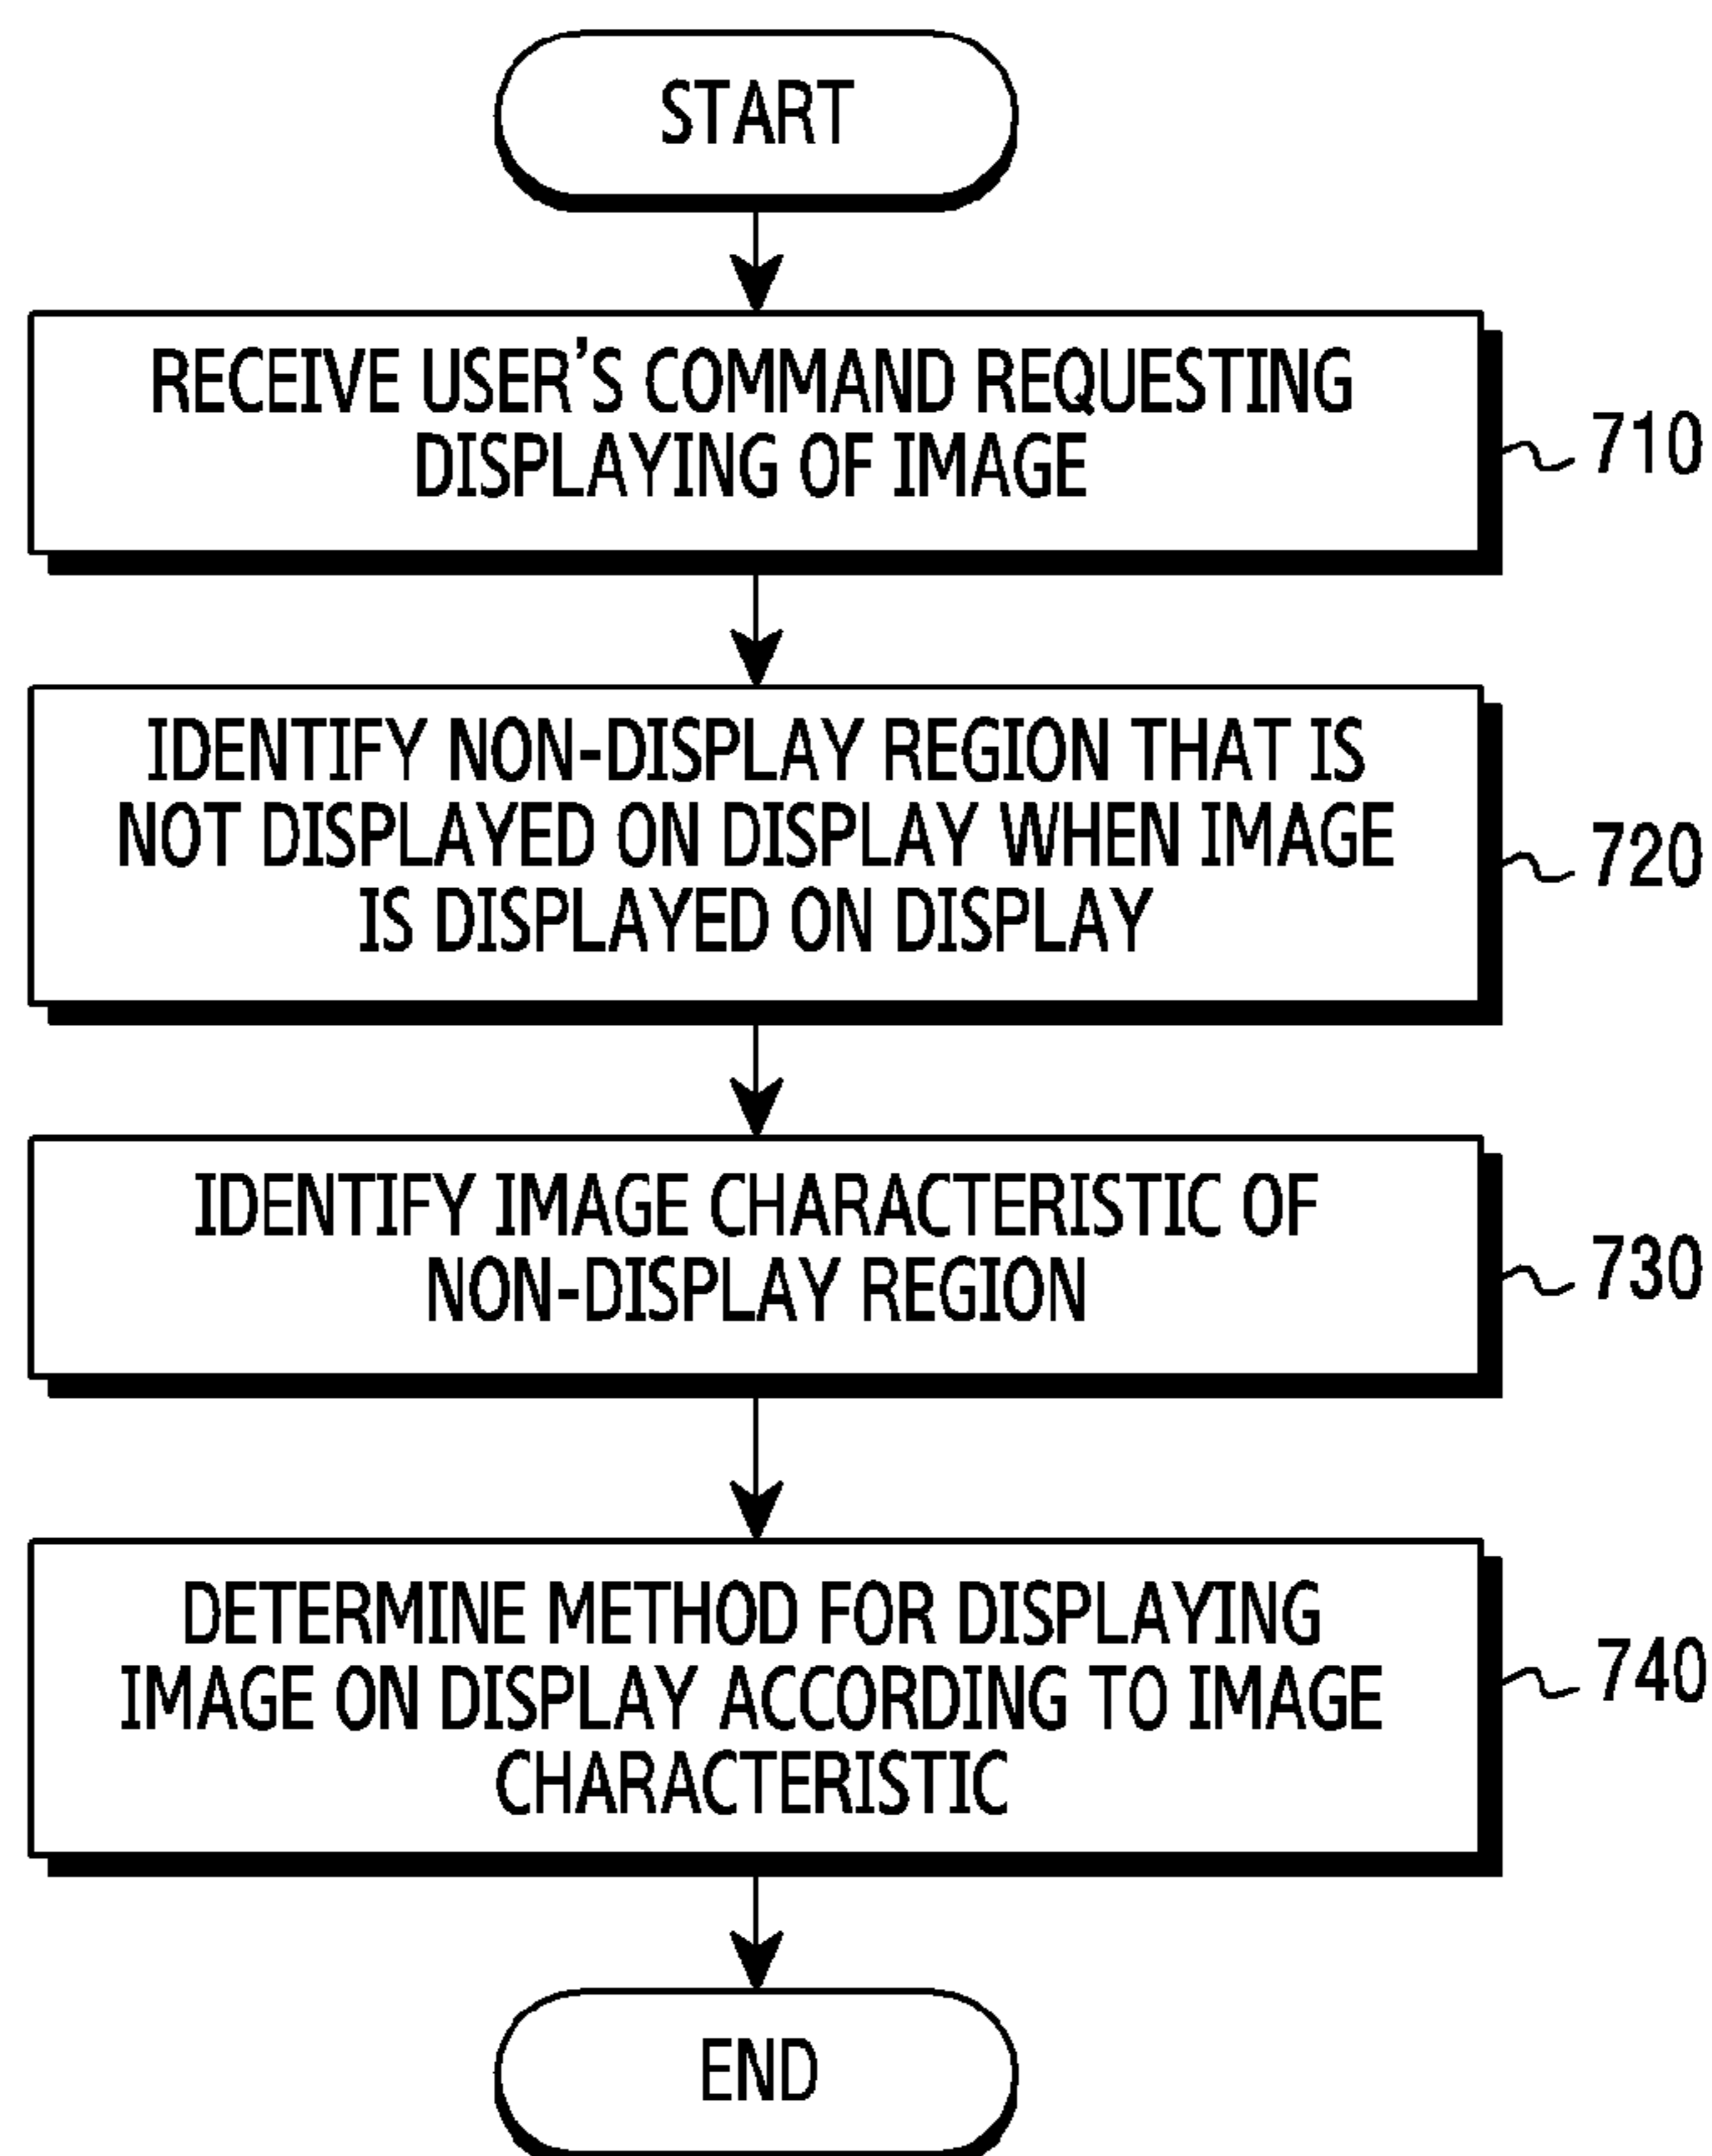 START
RECEIVE USER'S COMMAND REQUESTING
DISPLAYING OF IMAGE
710
IDENTIFY NON-DISPLAY REGION THAT IS
NOT DISPLAYED ON DISPLAY WHEN IMAGE
IS DISPLAYED ON DISPLAY
720
IDENTIFY IMAGE CHARACTERISTIC OF
NON-DISPLAY REGION
730
DETERMINE METHOD FOR DISPLAYING
IMAGE ON DISPLAY ACCORDING TO IMAGE
CHARACTERISTIC
740
END